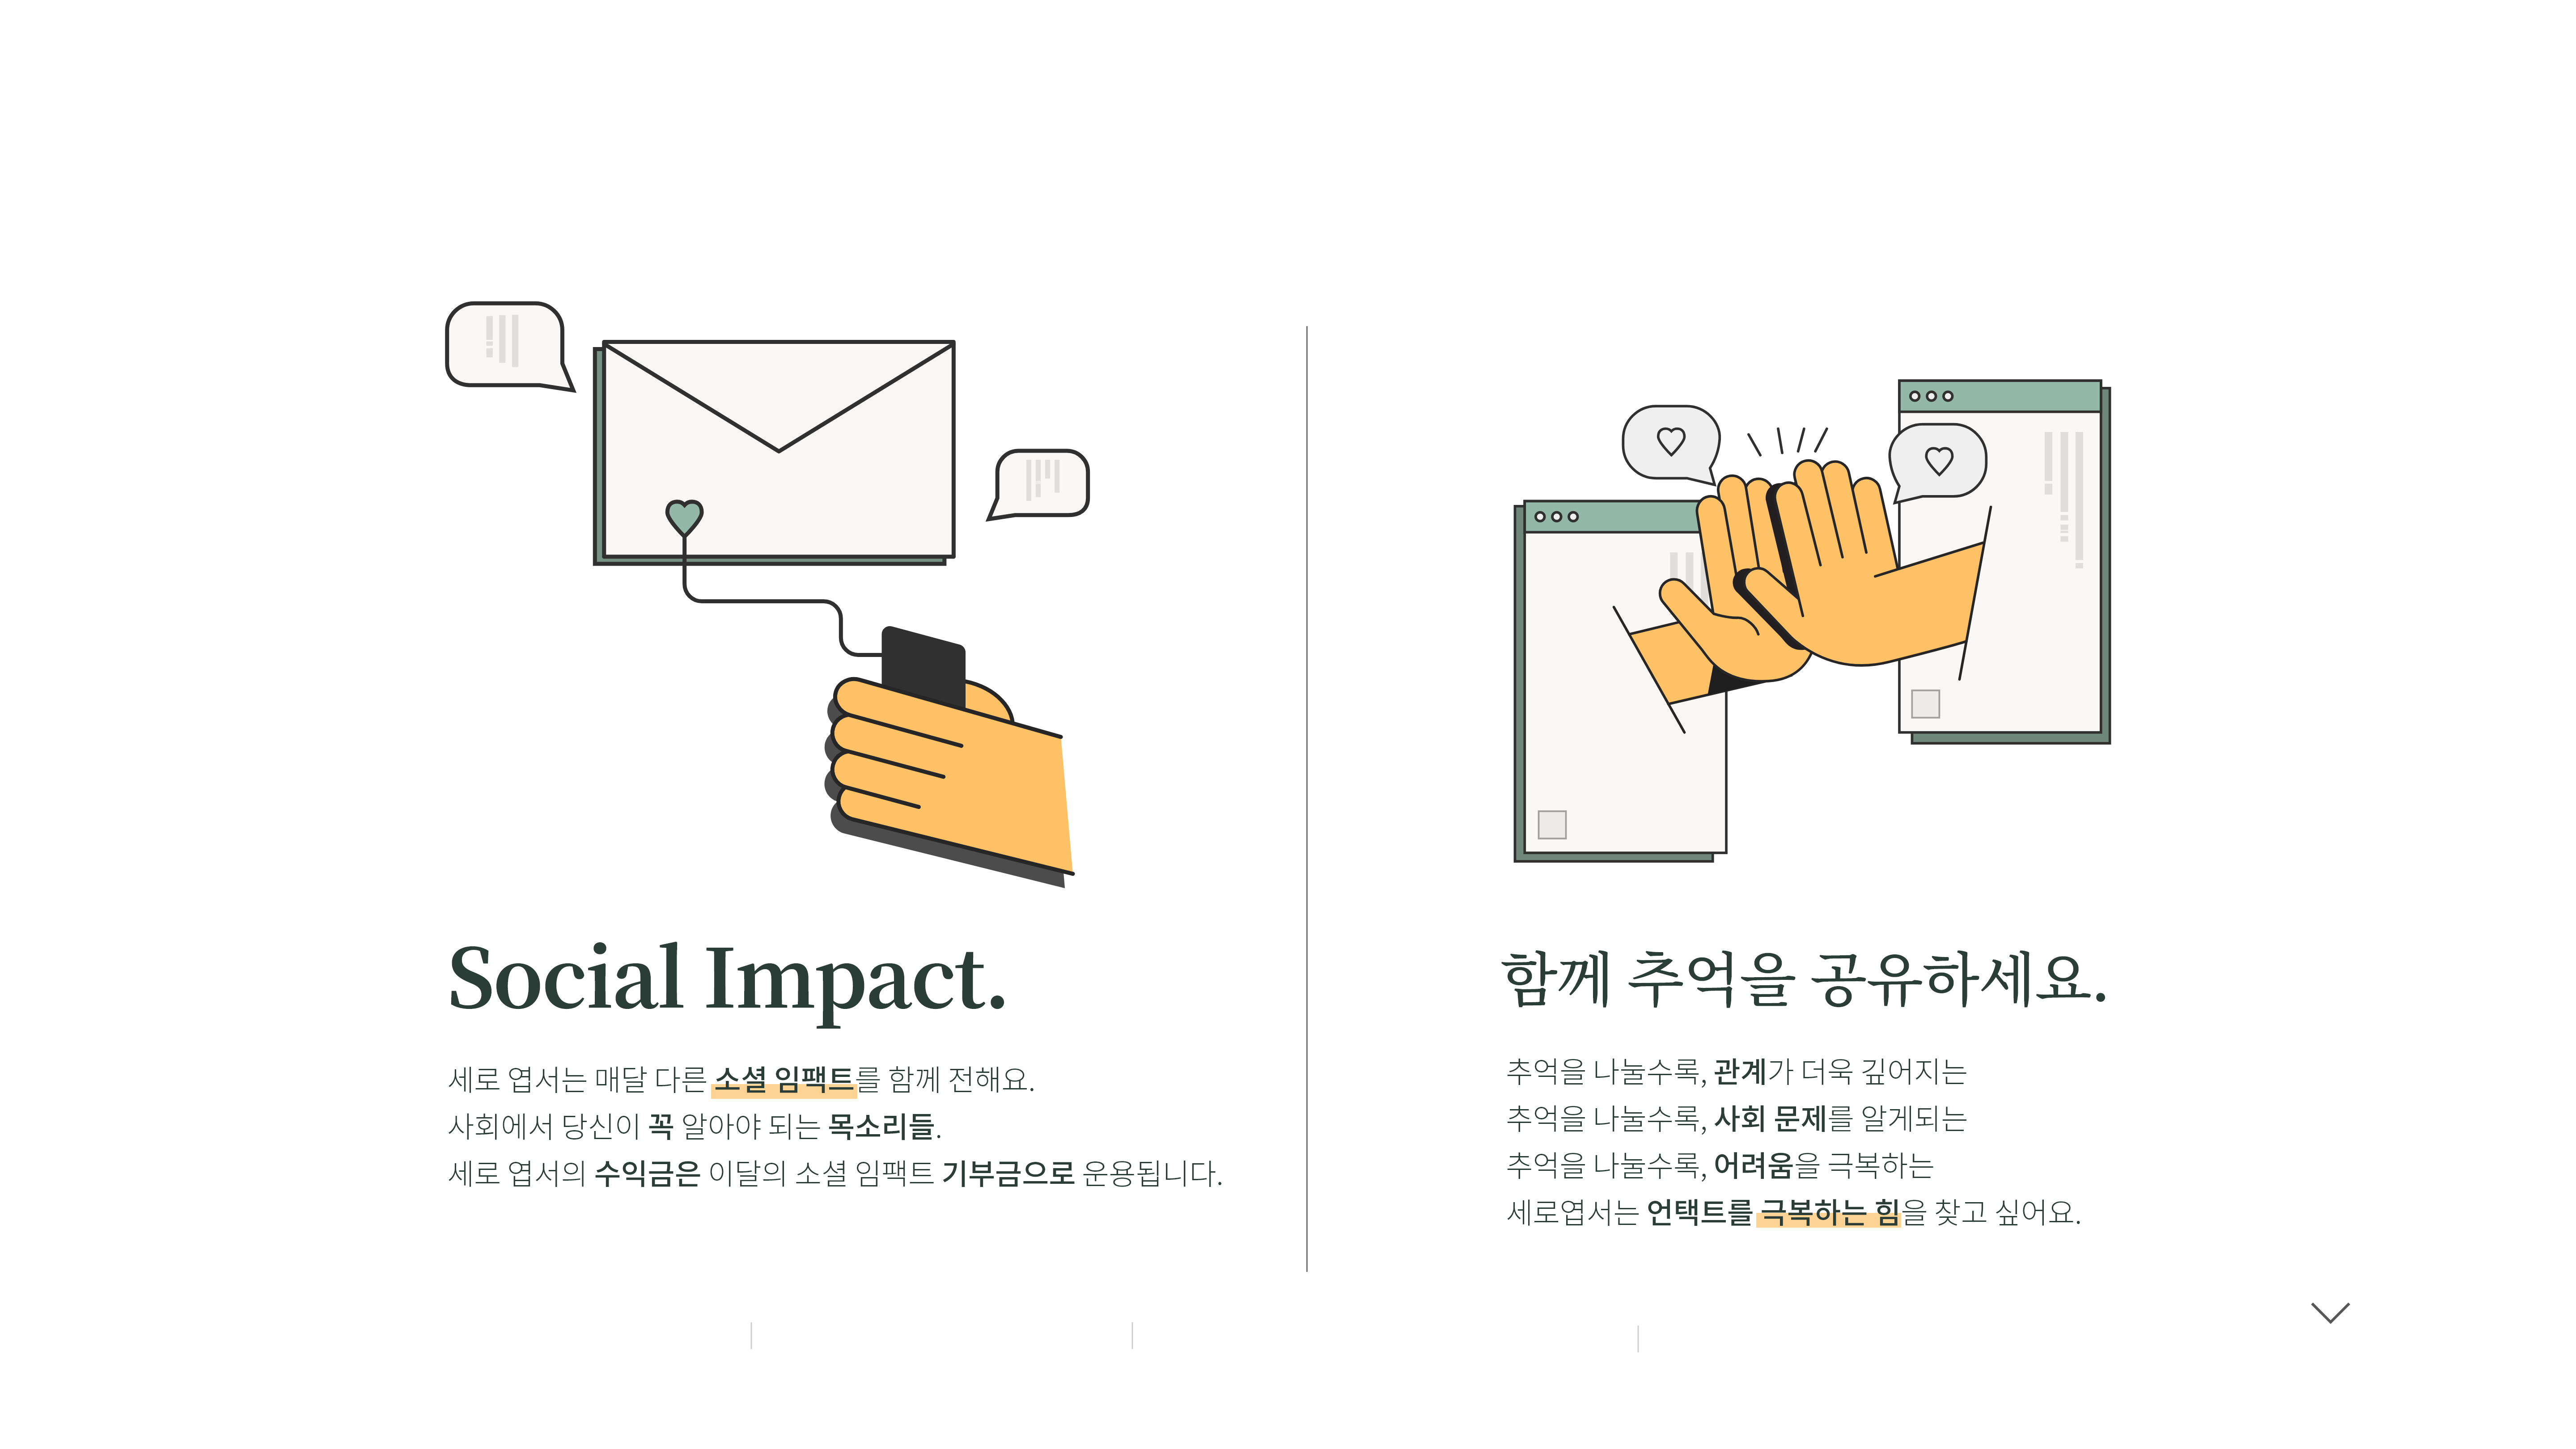 Social Impact.
세로 엽서는 매달 다른 소셜 임팩트를 함께 전해요.
사회에서 당신이 꼭 알아야 되는 목소리들.
세로 엽서의 수익금은 이달의 소셜 임팩트 기부금으로 운용됩니다.
함께 추억을 공유하세요.
추억을 나눌수록, 관계가 더욱 깊어지는
추억을 나눌수록, 사회 문제를 알게되는
추억을 나눌수록, 어려움을 극복하는
세로엽서는 언택트를 극복하는 힘을 찾고 싶어요.